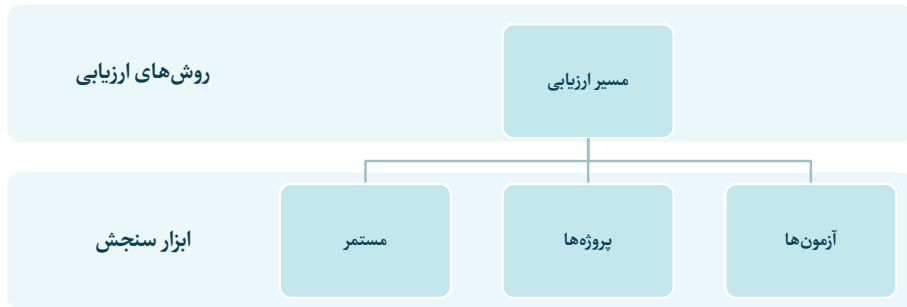 روش‌های ارزیابی
مسیر ارزیابی
ابزار سنجش
آزمون‌ها
پروژه‌ها
مستمر